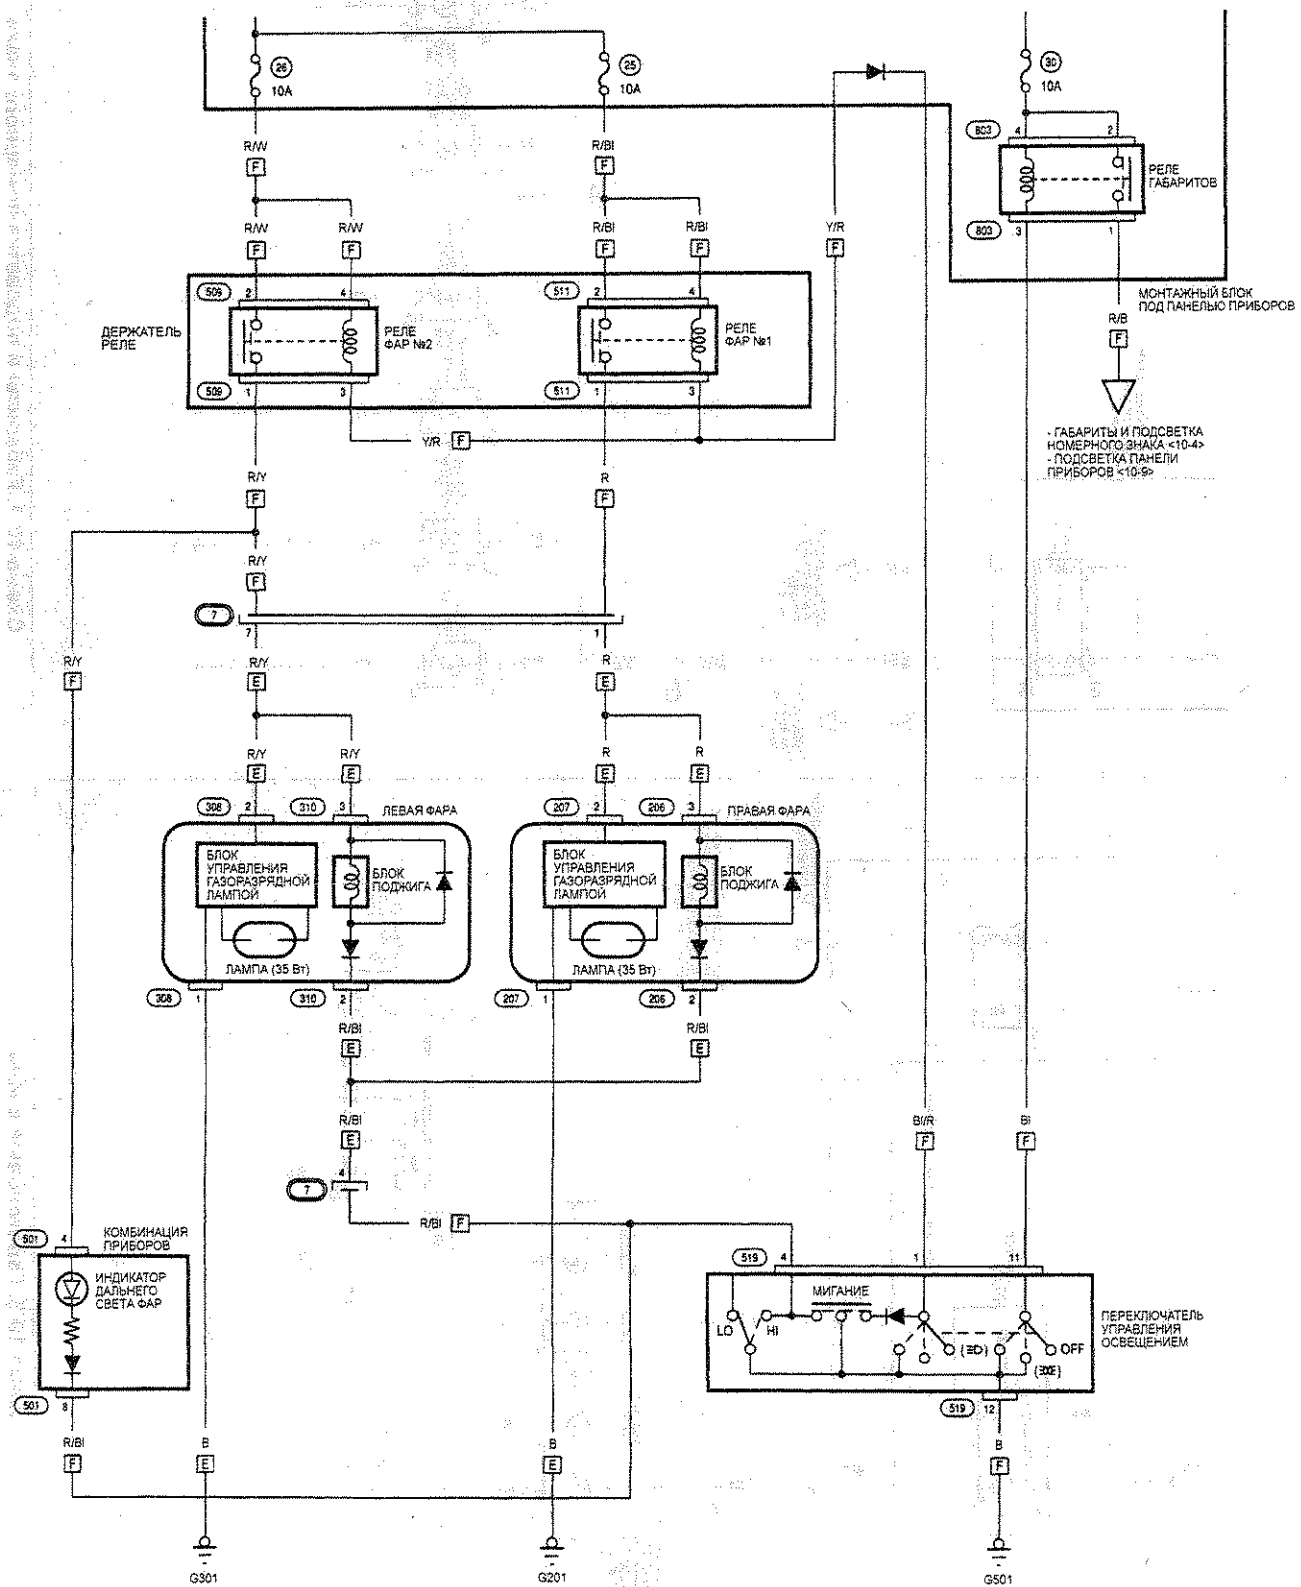 26
10A
25
10A
30
10A
803
4
2
РЕЛЕ
ГАБАРИТОВ
803
3
1
R/W
F
R/Bl
F
R/W
F
R/W
F
R/Bl
F
R/Bl
F
Y/R
F
МОНТАЖНЫЙ БЛОК
ПОД ПАНЕЛЬЮ ПРИБОРОВ
R/B
F
ДЕРЖАТЕЛЬ
РЕЛЕ
509
2
4
РЕЛЕ
ФАР №2
509
1
3
511
2
4
РЕЛЕ
ФАР №1
511
1
3
Y/R
F
- ГАБАРИТЫ И ПОДСВЕТКА
НОМЕРНОГО ЗНАКА <10-4>
- ПОДСВЕТКА ПАНЕЛИ
ПРИБОРОВ <10-9>
R/Y
F
R
F
R/Y
F
7
7
1
R/Y
F
R/Y
E
R
E
R/Y
E
R/Y
E
R
E
R
E
308
2
310
3
ЛЕВАЯ ФАРА
207
2
206
3
ПРАВАЯ ФАРА
БЛОК
УПРАВЛЕНИЯ
ГАЗОРАЗРЯДНОЙ
ЛАМПОЙ
БЛОК
ПОДЖИГА
ЛАМПА (35 Вт)
БЛОК
УПРАВЛЕНИЯ
ГАЗОРАЗРЯДНОЙ
ЛАМПОЙ
БЛОК
ПОДЖИГА
ЛАМПА (35 Вт)
308
1
310
2
207
1
206
2
R/Bl
E
R/Bl
E
R/Bl
E
Bl/R
F
Bl
F
4
7
R/Bl
F
501
4
КОМБИНАЦИЯ
ПРИБОРОВ
ИНДИКАТОР
ДАЛЬНЕГО
СВЕТА ФАР
501
8
R/Bl
F
519
4
1
11
МИГАНИЕ
LO
HI
OFF
ПЕРЕКЛЮЧАТЕЛЬ
УПРАВЛЕНИЯ
ОСВЕЩЕНИЕМ
519
12
B
E
B
E
B
F
G301
G201
G501